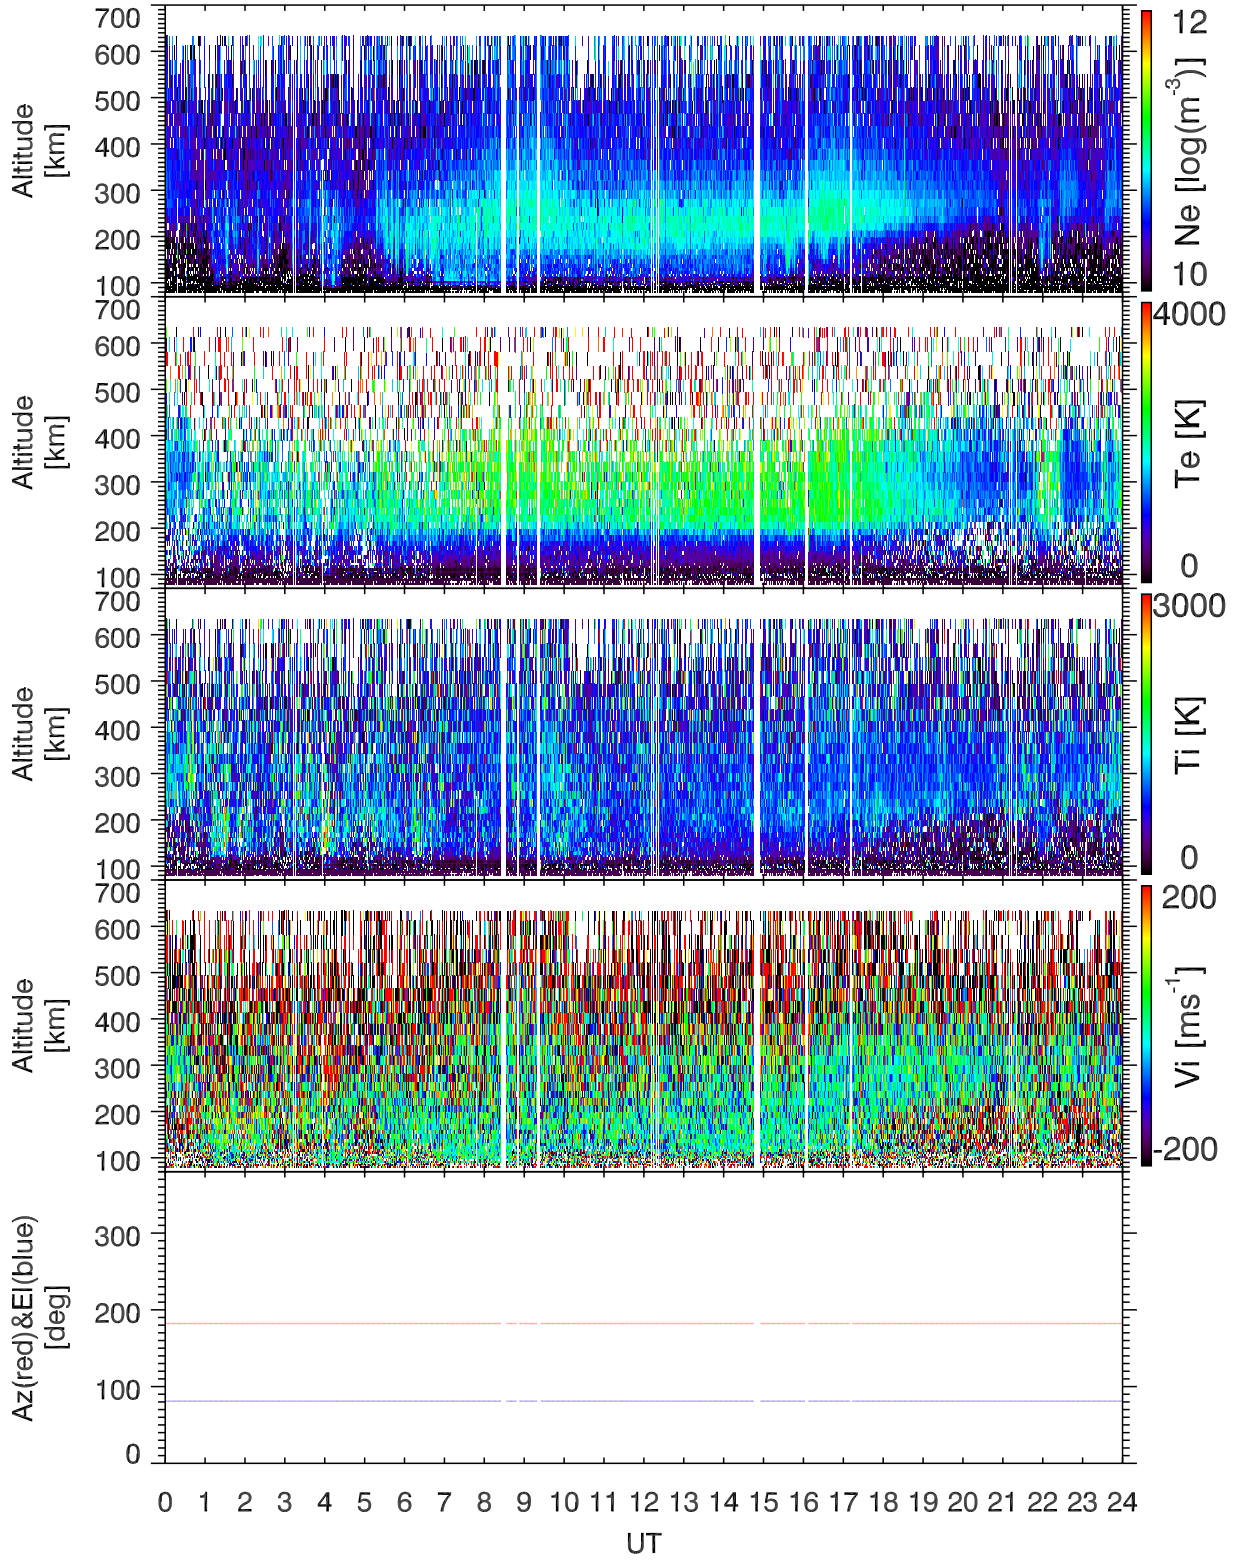 700
600
500
400
300
200
100
Altitude
[km]
12
10
Ne [log(m⁻³)]
700
600
500
400
300
200
100
Altitude
[km]
4000
0
Te [K]
700
600
500
400
300
200
100
Altitude
[km]
3000
0
Ti [K]
700
600
500
400
300
200
100
Altitude
[km]
200
-200
Vi [ms⁻¹]
300
200
100
0
Az(red)&El(blue)
[deg]
0 1 2 3 4 5 6 7 8 9 10 11 12 13 14 15 16 17 18 19 20 21 22 23 24
UT